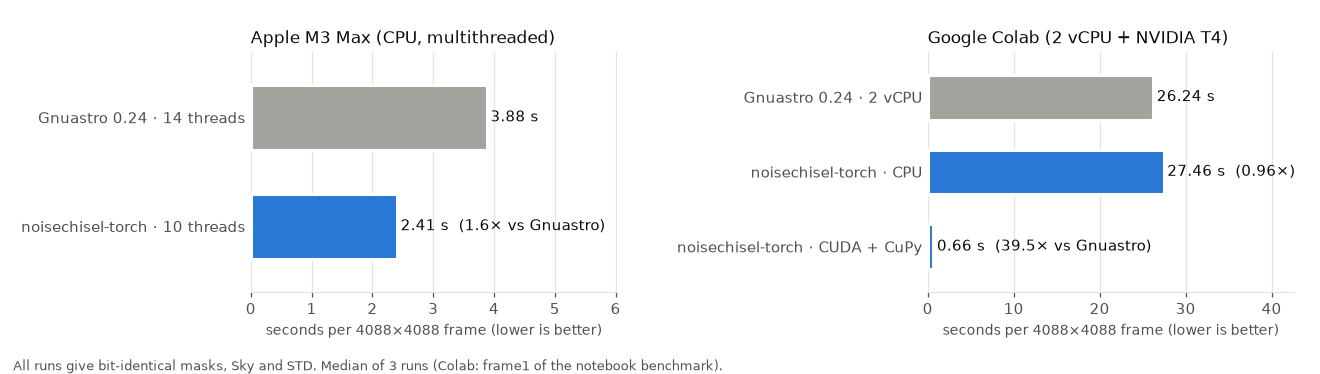 Apple M3 Max (CPU, multithreaded)
Gnuastro 0.24 · 14 threads
3.88 s
noisechisel-torch · 10 threads
2.41 s (1.6× vs Gnuastro)
0 1 2 3 4 5 6
seconds per 4088×4088 frame (lower is better)
Google Colab (2 vCPU + NVIDIA T4)
Gnuastro 0.24 · 2 vCPU
26.24 s
noisechisel-torch · CPU
27.46 s (0.96×)
noisechisel-torch · CUDA + CuPy
0.66 s (39.5× vs Gnuastro)
0 10 20 30 40
seconds per 4088×4088 frame (lower is better)
All runs give bit-identical masks, Sky and STD. Median of 3 runs (Colab: frame1 of the notebook benchmark).